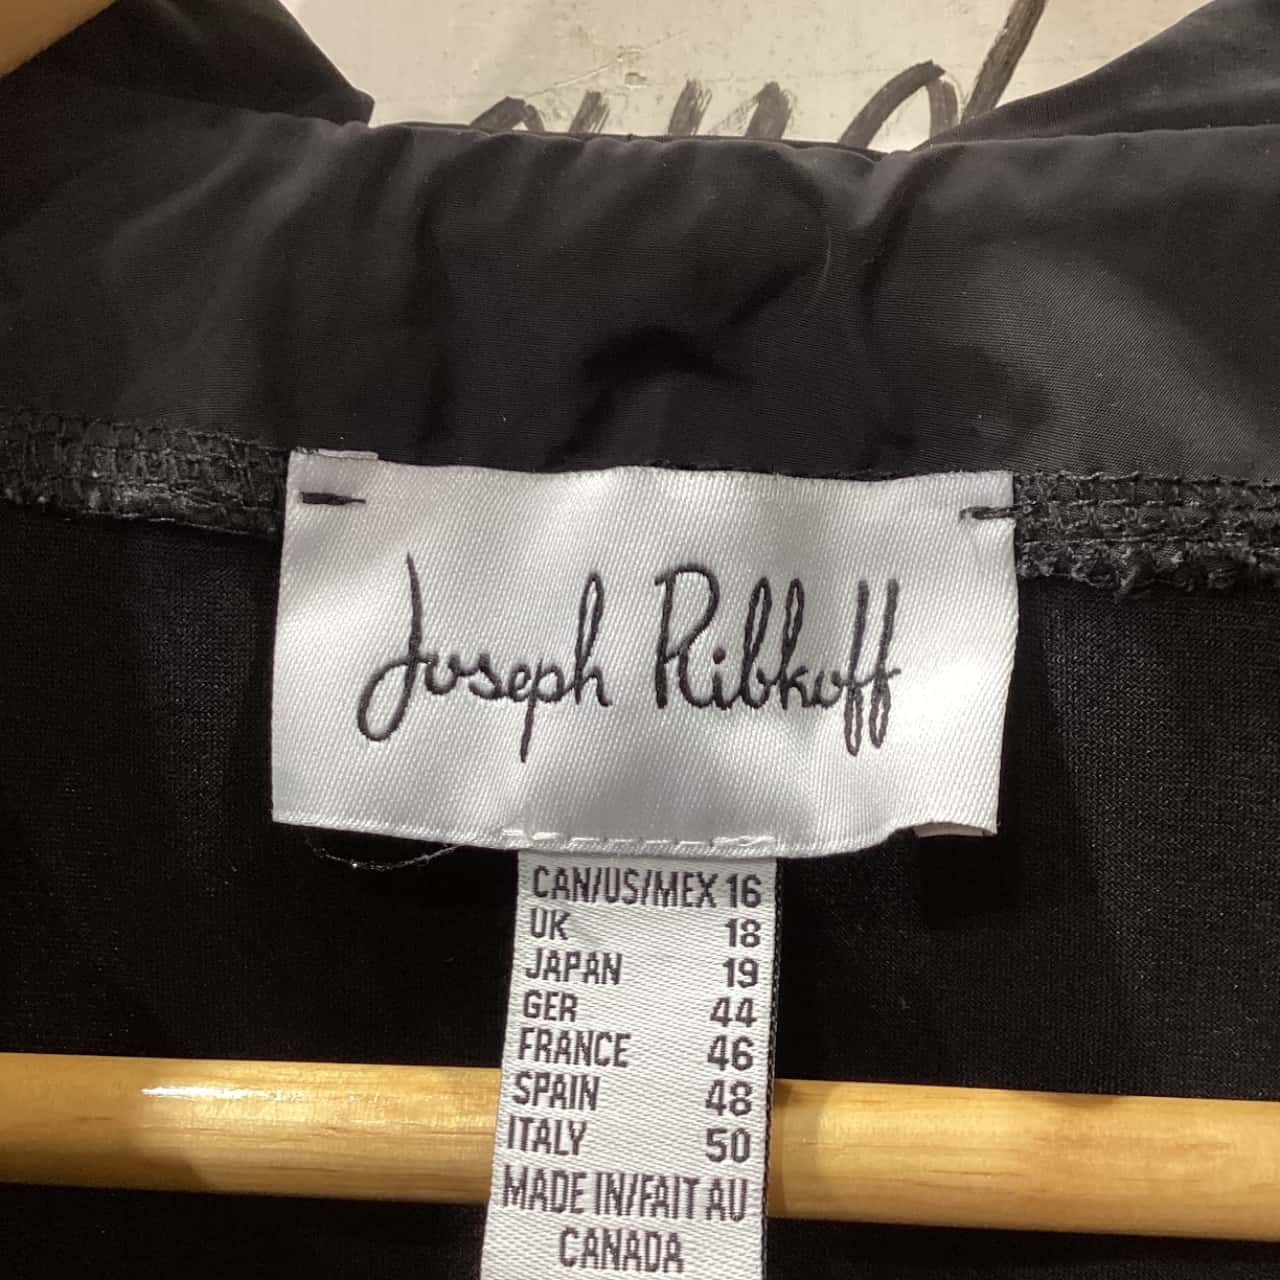 Joseph Ribkoff
CAN/US/MEX 16
UK 18
JAPAN 19
GER 44
FRANCE 46
SPAIN 48
ITALY 50
MADE IN/FAIT AU
CANADA